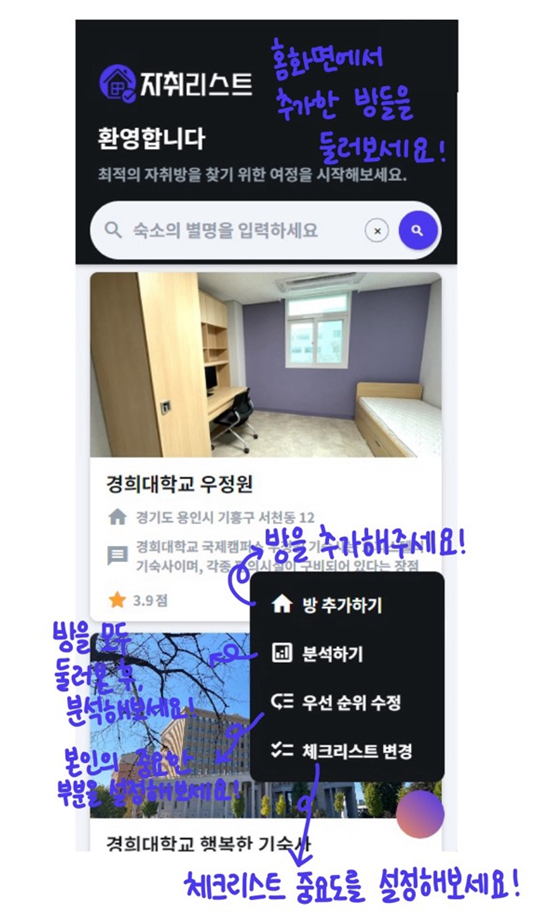 자취리스트
홈화면에서
추가한 방들을
둘러보세요!
환영합니다
최적의 자취방을 찾기 위한 여정을 시작해보세요.
숙소의 별명을 입력하세요
경희대학교 우정원
경기도 용인시 기흥구 서천동 12
방을 추가해주세요!
경희대학교 국제캠퍼스
기숙사이며, 각종 편의시설이 구비되어 있다는 장점
3.9 점
방 추가하기
방을 모두
둘러본 후,
분석해보세요!
분석하기
우선 순위 수정
본인의 중요한
부분을 설정해보세요!
체크리스트 변경
경희대학교 행복한 기숙사
체크리스트 중요도를 설정해보세요!